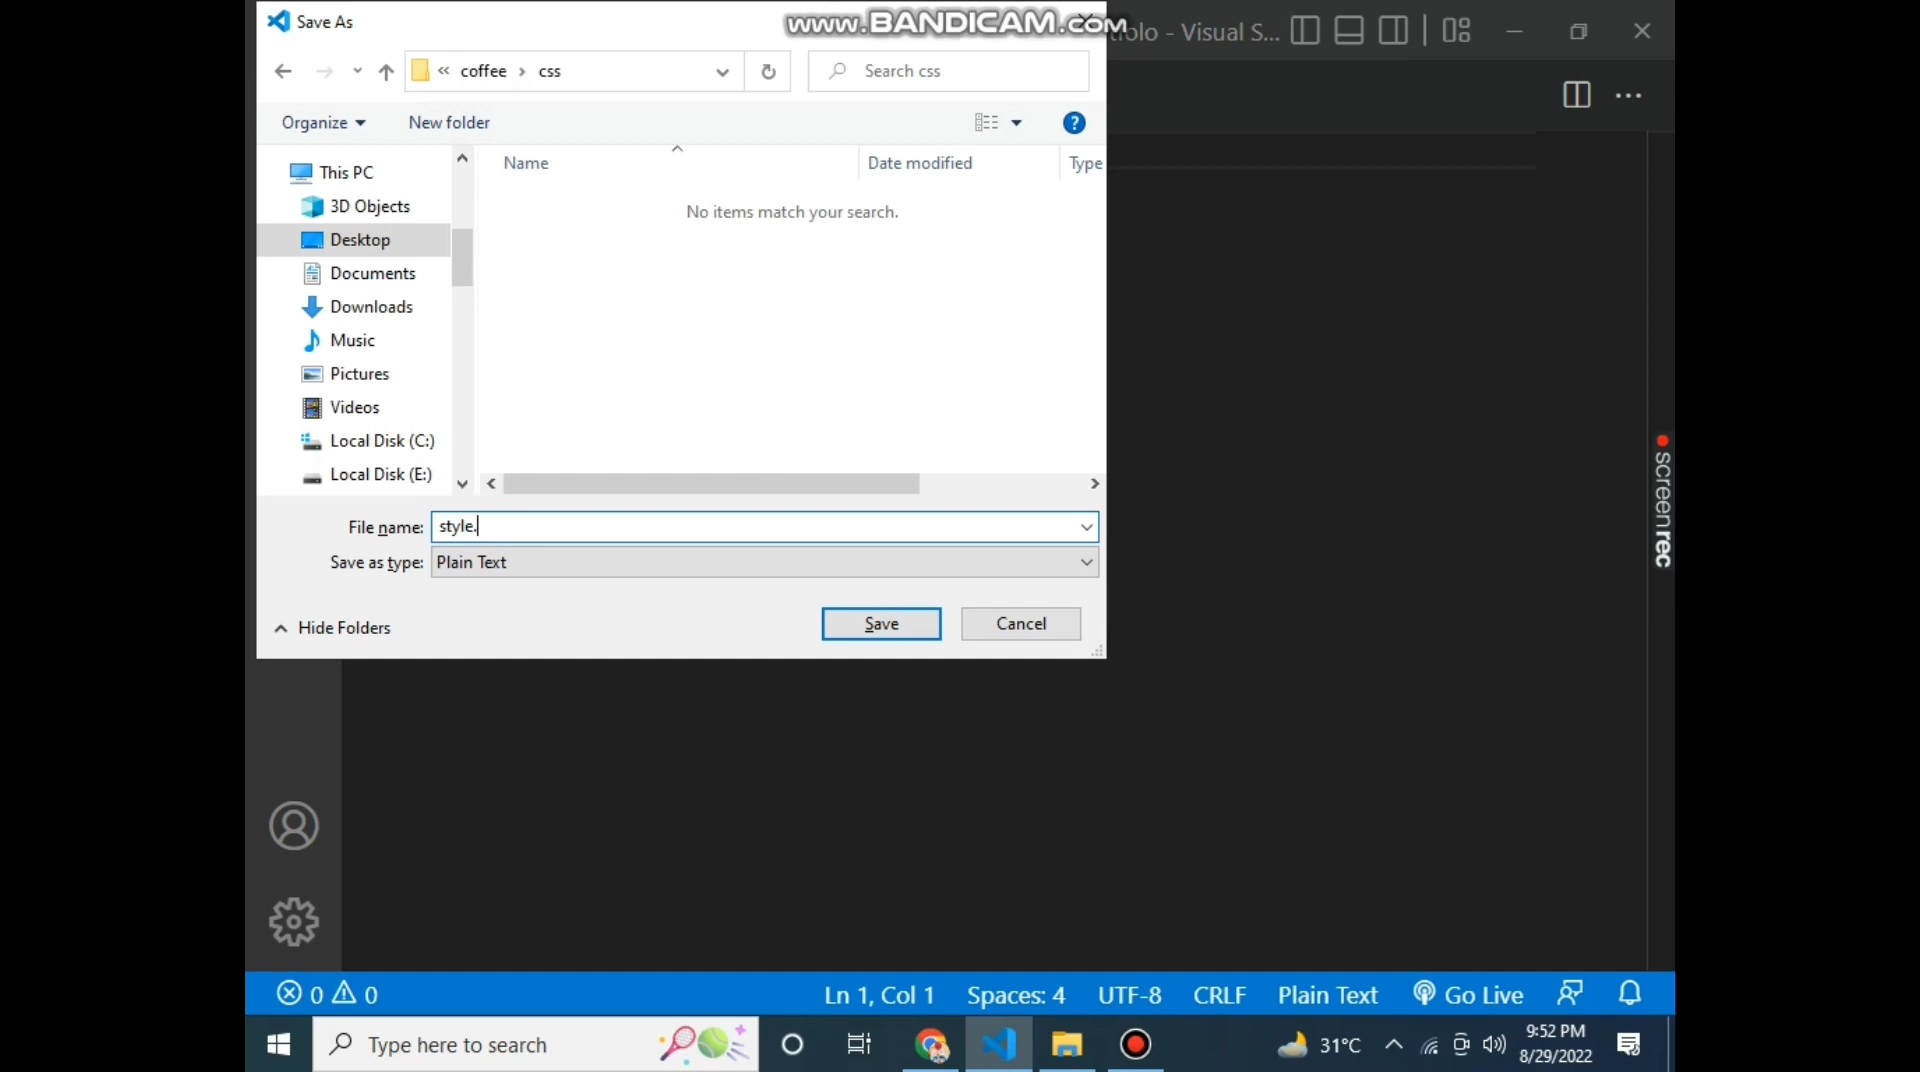 Save As
www.BANDICAM.com
tfolo - Visual S...
« coffee › css
Search css
Organize
New folder
?
Name
Date modified
Type
This PC
No items match your search.
3D Objects
Desktop
Documents
Downloads
Music
Pictures
Videos
Local Disk (C:)
Local Disk (E:)
File name: style.
Save as type: Plain Text
Hide Folders
Save
Cancel
screenrec
0 0
Ln 1, Col 1
Spaces: 4
UTF-8
CRLF
Plain Text
Go Live
Type here to search
31°C
9:52 PM
8/29/2022